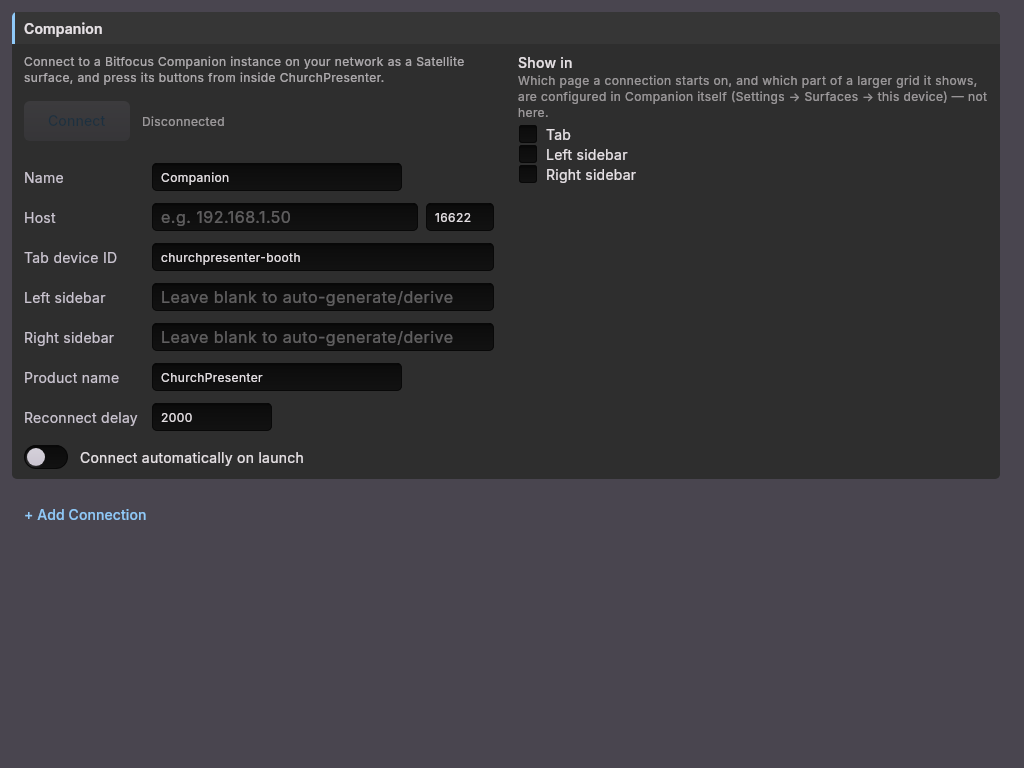 Companion
Connect to a Bitfocus Companion instance on your network as a Satellite
surface, and press its buttons from inside ChurchPresenter.
Connect
Disconnected
Name
Companion
Host
e.g. 192.168.1.50
16622
Tab device ID
churchpresenter-booth
Left sidebar
Leave blank to auto-generate/derive
Right sidebar
Leave blank to auto-generate/derive
Product name
ChurchPresenter
Reconnect delay
2000
Connect automatically on launch
Show in
Which page a connection starts on, and which part of a larger grid it shows,
are configured in Companion itself (Settings → Surfaces → this device) — not
here.
Tab
Left sidebar
Right sidebar
+ Add Connection